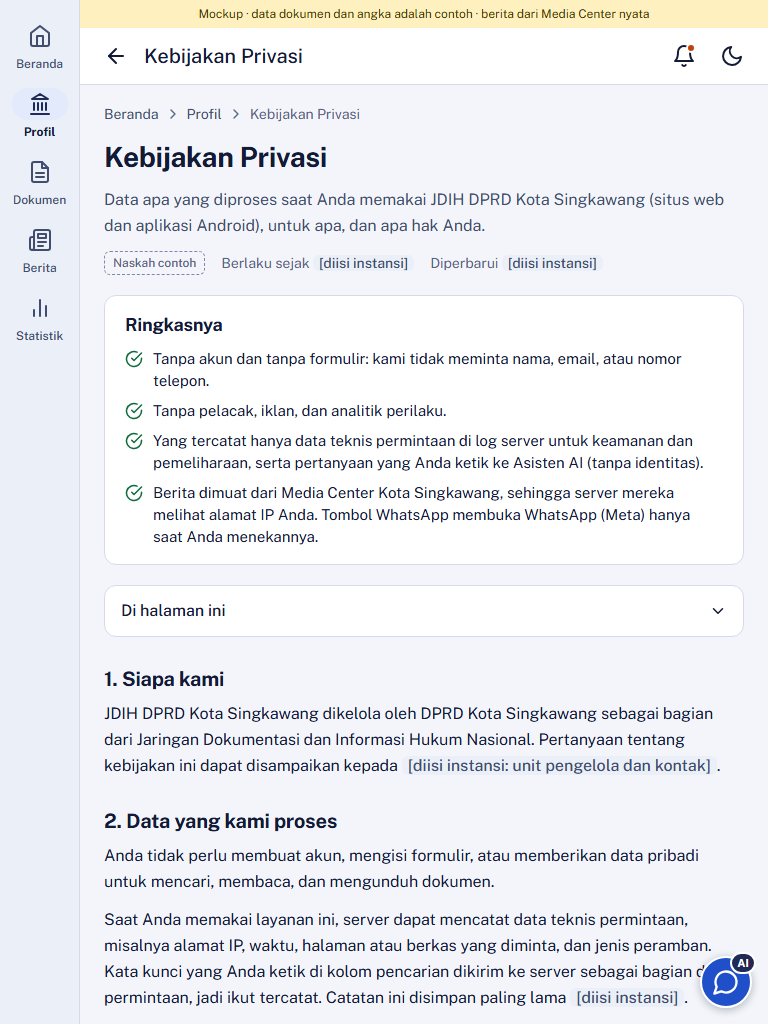 Mockup · data dokumen dan angka adalah contoh · berita dari Media Center nyata
Beranda
Profil
Dokumen
Berita
Statistik
Kebijakan Privasi
Beranda > Profil > Kebijakan Privasi
Kebijakan Privasi
Data apa yang diproses saat Anda memakai JDIH DPRD Kota Singkawang (situs web
dan aplikasi Android), untuk apa, dan apa hak Anda.
Naskah contoh Berlaku sejak [diisi instansi] Diperbarui [diisi instansi]
Ringkasnya
Tanpa akun dan tanpa formulir: kami tidak meminta nama, email, atau nomor
telepon.
Tanpa pelacak, iklan, dan analitik perilaku.
Yang tercatat hanya data teknis permintaan di log server untuk keamanan dan
pemeliharaan, serta pertanyaan yang Anda ketik ke Asisten AI (tanpa identitas).
Berita dimuat dari Media Center Kota Singkawang, sehingga server mereka
melihat alamat IP Anda. Tombol WhatsApp membuka WhatsApp (Meta) hanya
saat Anda menekannya.
Di halaman ini
1. Siapa kami
JDIH DPRD Kota Singkawang dikelola oleh DPRD Kota Singkawang sebagai bagian
dari Jaringan Dokumentasi dan Informasi Hukum Nasional. Pertanyaan tentang
kebijakan ini dapat disampaikan kepada [diisi instansi: unit pengelola dan kontak] .
2. Data yang kami proses
Anda tidak perlu membuat akun, mengisi formulir, atau memberikan data pribadi
untuk mencari, membaca, dan mengunduh dokumen.
Saat Anda memakai layanan ini, server dapat mencatat data teknis permintaan,
misalnya alamat IP, waktu, halaman atau berkas yang diminta, dan jenis peramban.
Kata kunci yang Anda ketik di kolom pencarian dikirim ke server sebagai bagian
permintaan, jadi ikut tercatat. Catatan ini disimpan paling lama [diisi instansi] .
AI